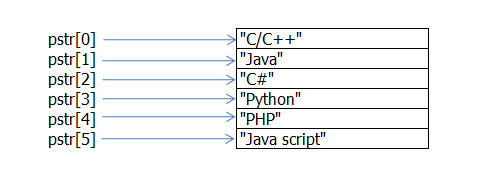 pstr[0] "C/C++"
pstr[1] "Java"
pstr[2] "C#"
pstr[3] "Python"
pstr[4] "PHP"
pstr[5] "Java script"